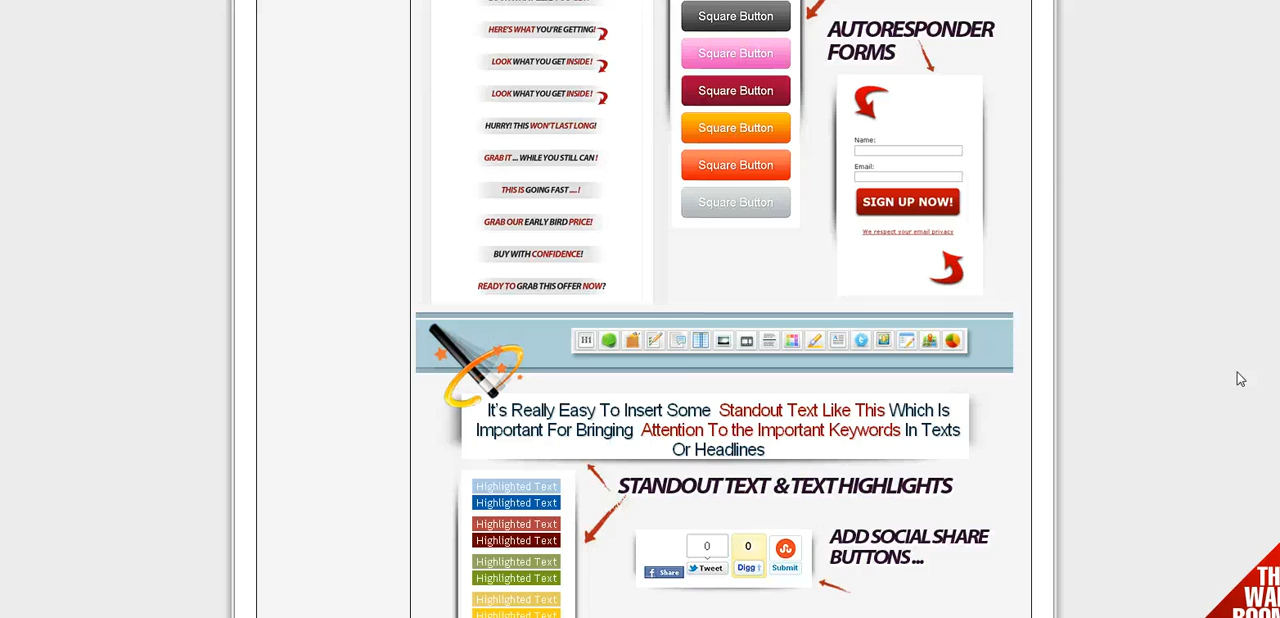 HERE'S WHAT YOU'RE GETTING!
LOOK WHAT YOU GET INSIDE!
LOOK WHAT YOU GET INSIDE!
HURRY! THIS WON'T LAST LONG!
GRAB IT ... WHILE YOU STILL CAN !
THIS IS GOING FAST ....!
GRAB OUR EARLY BIRD PRICE!
BUY WITH CONFIDENCE!
READY TO GRAB THIS OFFER NOW?
Square Button
Square Button
Square Button
Square Button
Square Button
Square Button
AUTORESPONDER
FORMS
Name:
Email:
SIGN UP NOW!
We respect your email privacy
H1
It's Really Easy To Insert Some Standout Text Like This Which Is
Important For Bringing Attention To the Important Keywords In Texts
Or Headlines
STANDOUT TEXT & TEXT HIGHLIGHTS
Highlighted Text
Highlighted Text
Highlighted Text
Highlighted Text
Highlighted Text
Highlighted Text
Highlighted Text
Highlighted Text
ADD SOCIAL SHARE
BUTTONS ...
0
0
Share
Tweet
Digg
Submit